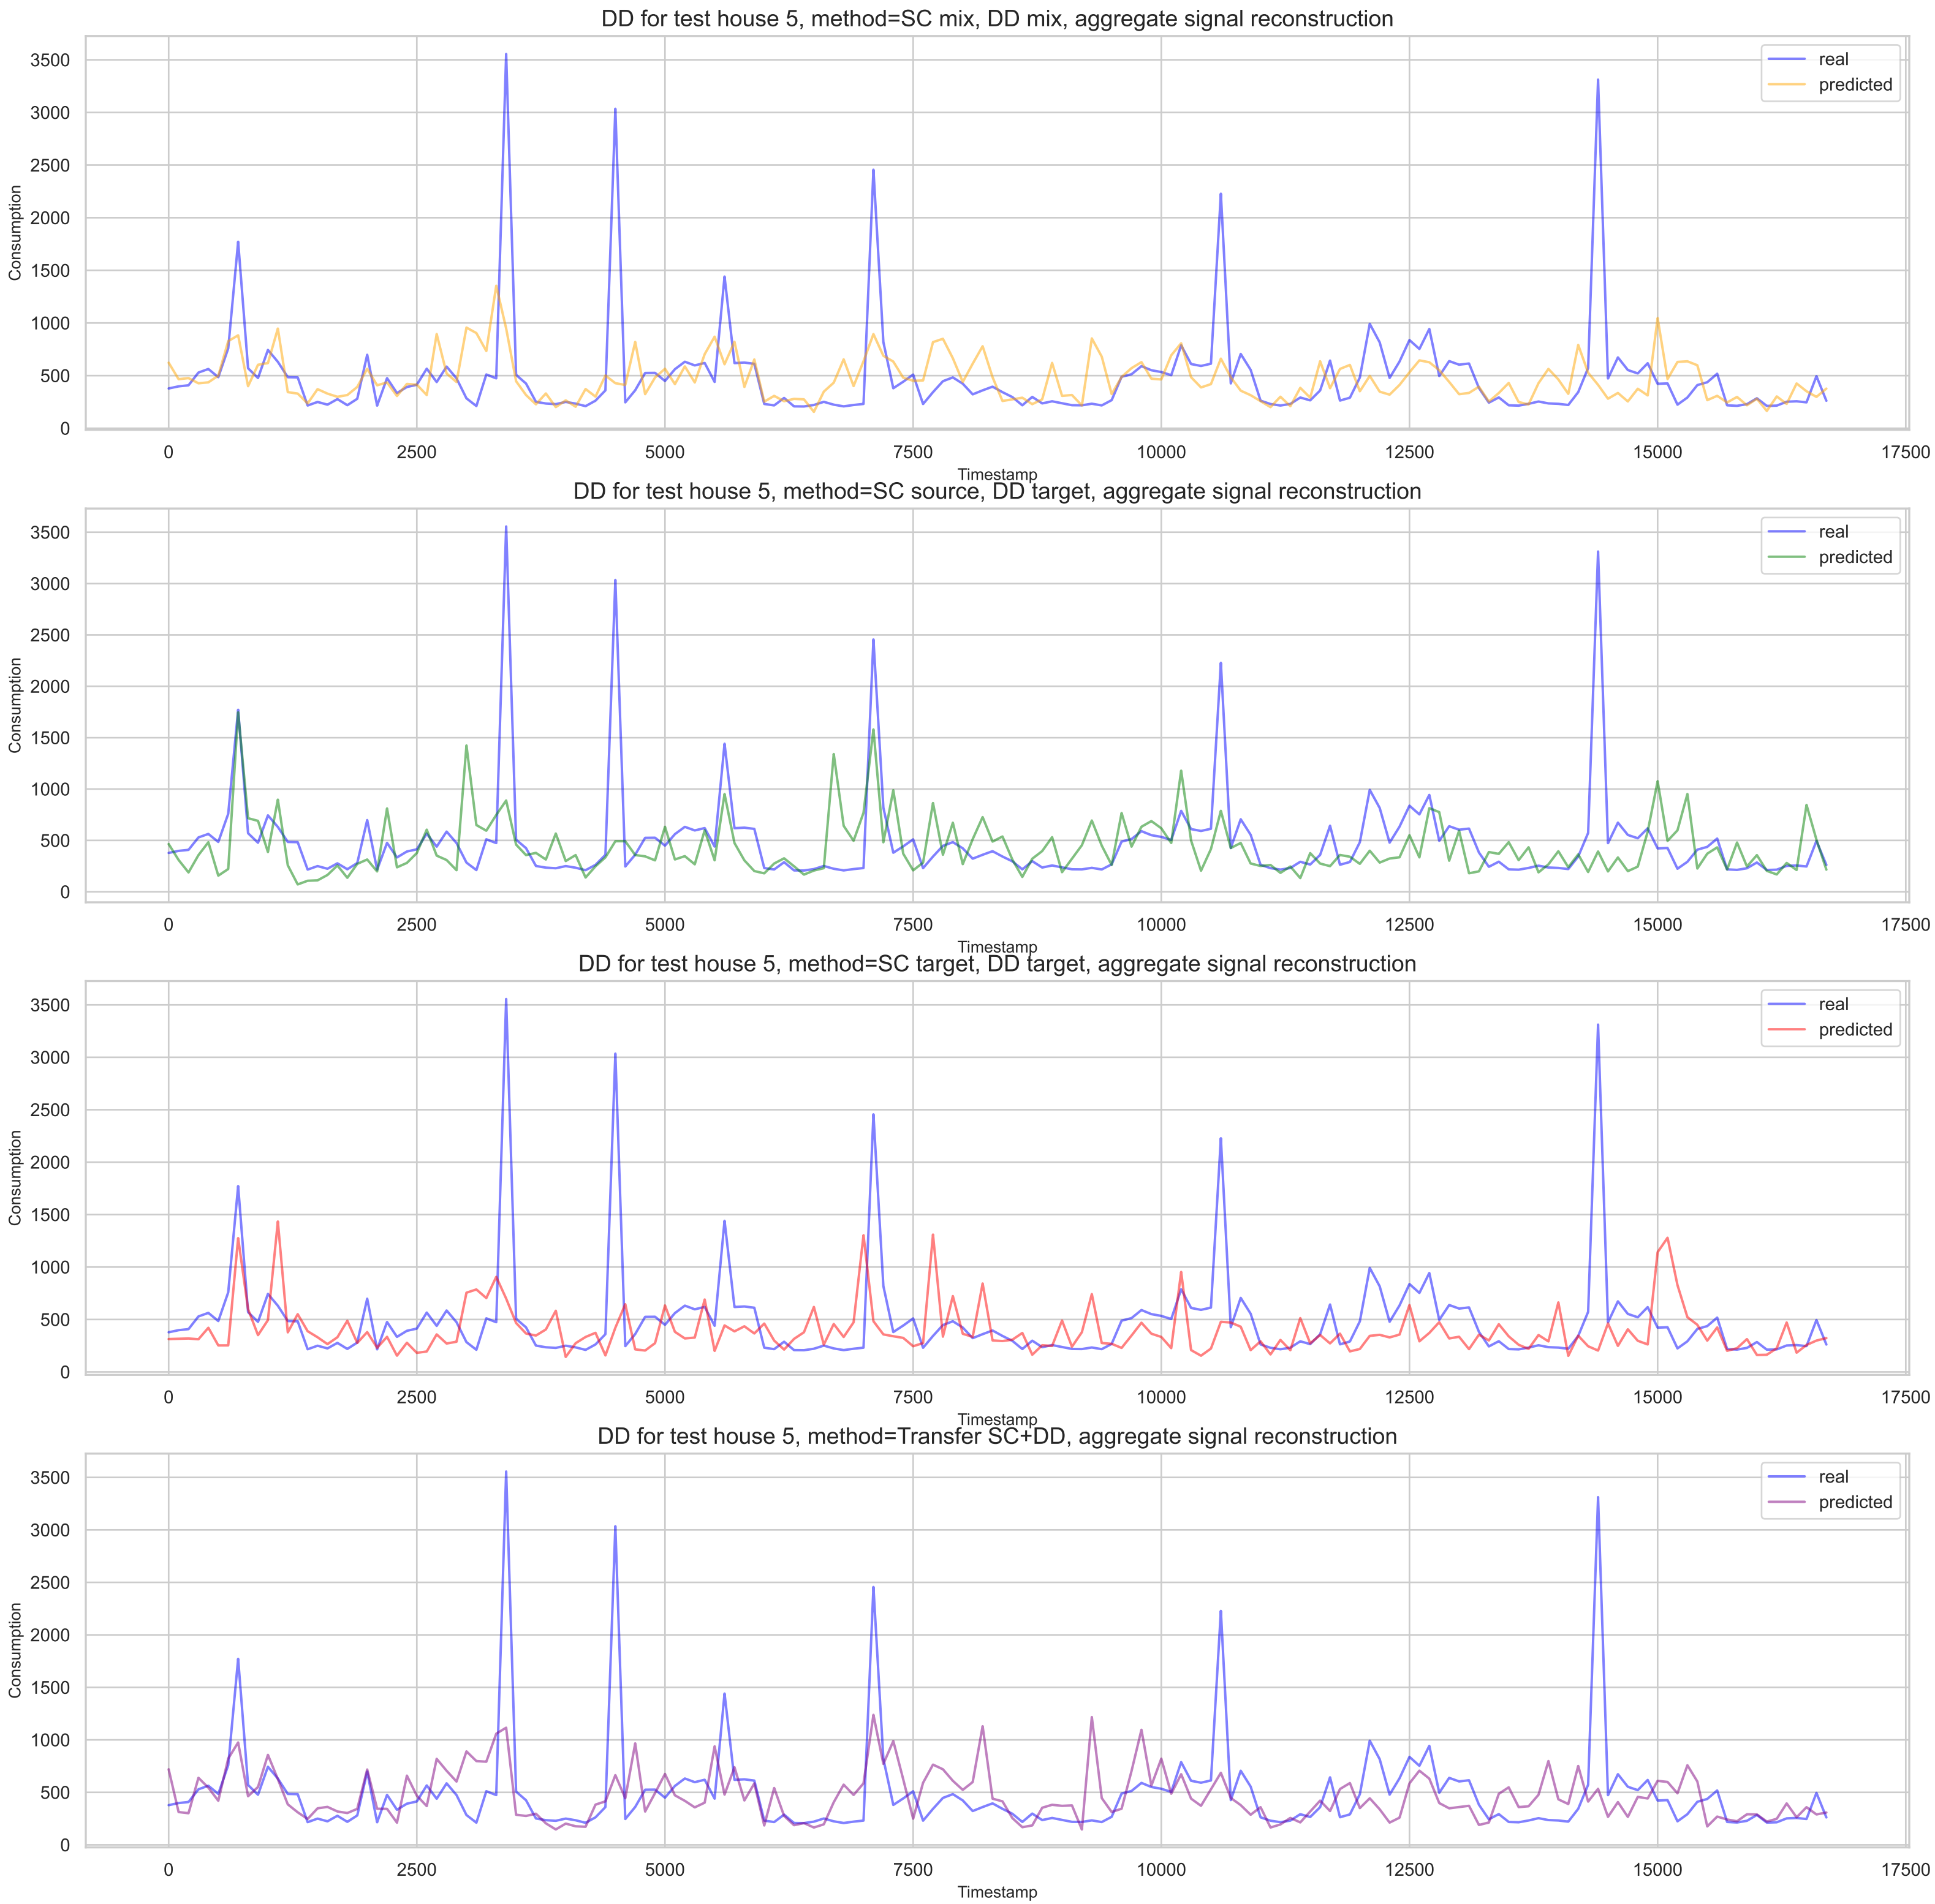 DD for test house 5, method=SC mix, DD mix, aggregate signal reconstruction
3500
3000
2500
2000
1500
1000
500
0
Consumption
real
predicted
0 2500 5000 7500 10000 12500 15000 17500
Timestamp
DD for test house 5, method=SC source, DD target, aggregate signal reconstruction
3500
3000
2500
2000
1500
1000
500
0
Consumption
real
predicted
0 2500 5000 7500 10000 12500 15000 17500
Timestamp
DD for test house 5, method=SC target, DD target, aggregate signal reconstruction
3500
3000
2500
2000
1500
1000
500
0
Consumption
real
predicted
0 2500 5000 7500 10000 12500 15000 17500
Timestamp
DD for test house 5, method=Transfer SC+DD, aggregate signal reconstruction
3500
3000
2500
2000
1500
1000
500
0
Consumption
real
predicted
0 2500 5000 7500 10000 12500 15000 17500
Timestamp